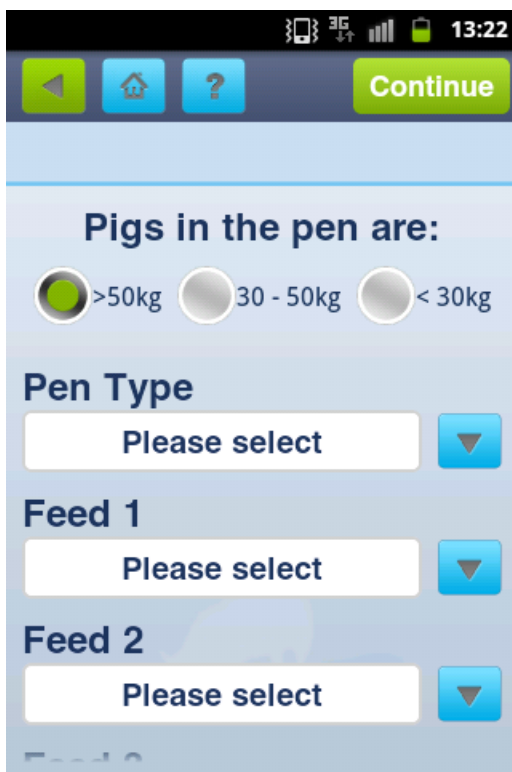 3G 13:22
? Continue
Pigs in the pen are:
>50kg 30 - 50kg < 30kg
Pen Type
Please select
Feed 1
Please select
Feed 2
Please select